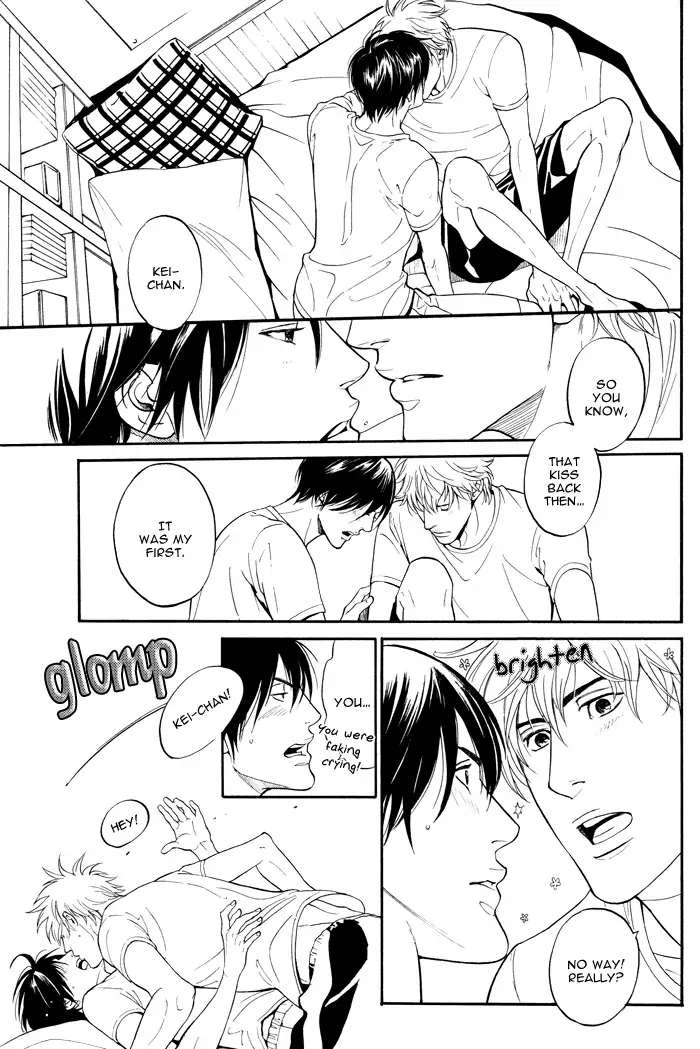 KEI-
CHAN.
SO
YOU
KNOW,
THAT
KISS
BACK
THEN...
IT
WAS MY
FIRST.
brighten
NO WAY!
REALLY?
YOU...
you were
faking
crying!
KEI-CHAN!
glomp
HEY!